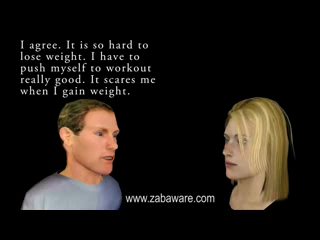 I agree. It is so hard to
lose weight. I have to
push myself to workout
really good. It scares me
when I gain weight.
www.zabaware.com